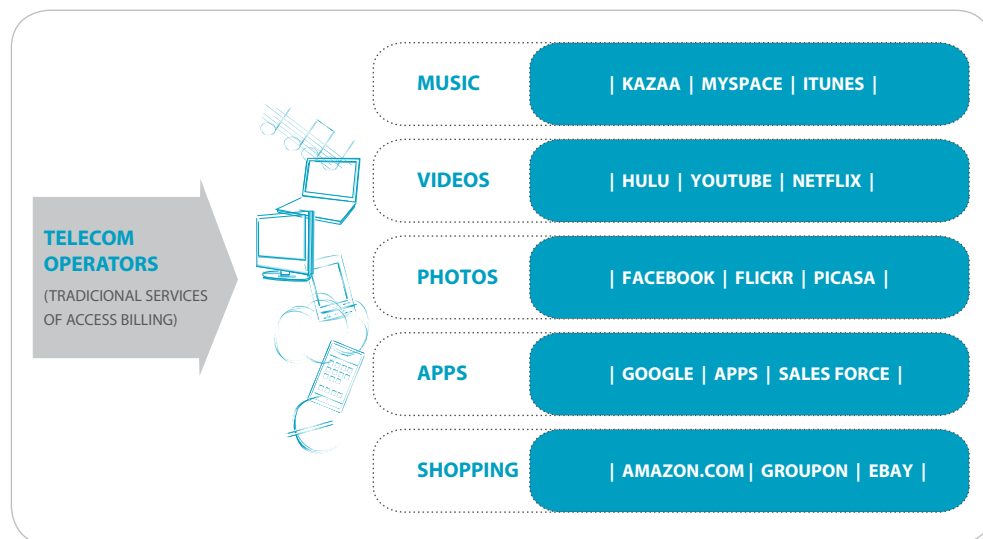 TELECOM
OPERATORS
(TRADICIONAL SERVICES
OF ACCESS BILLING)
MUSIC | KAZAA | MYSPACE | ITUNES |
VIDEOS | HULU | YOUTUBE | NETFLIX |
PHOTOS | FACEBOOK | FLICKR | PICASA |
APPS | GOOGLE | APPS | SALES FORCE |
SHOPPING | AMAZON.COM | GROUPON | EBAY |